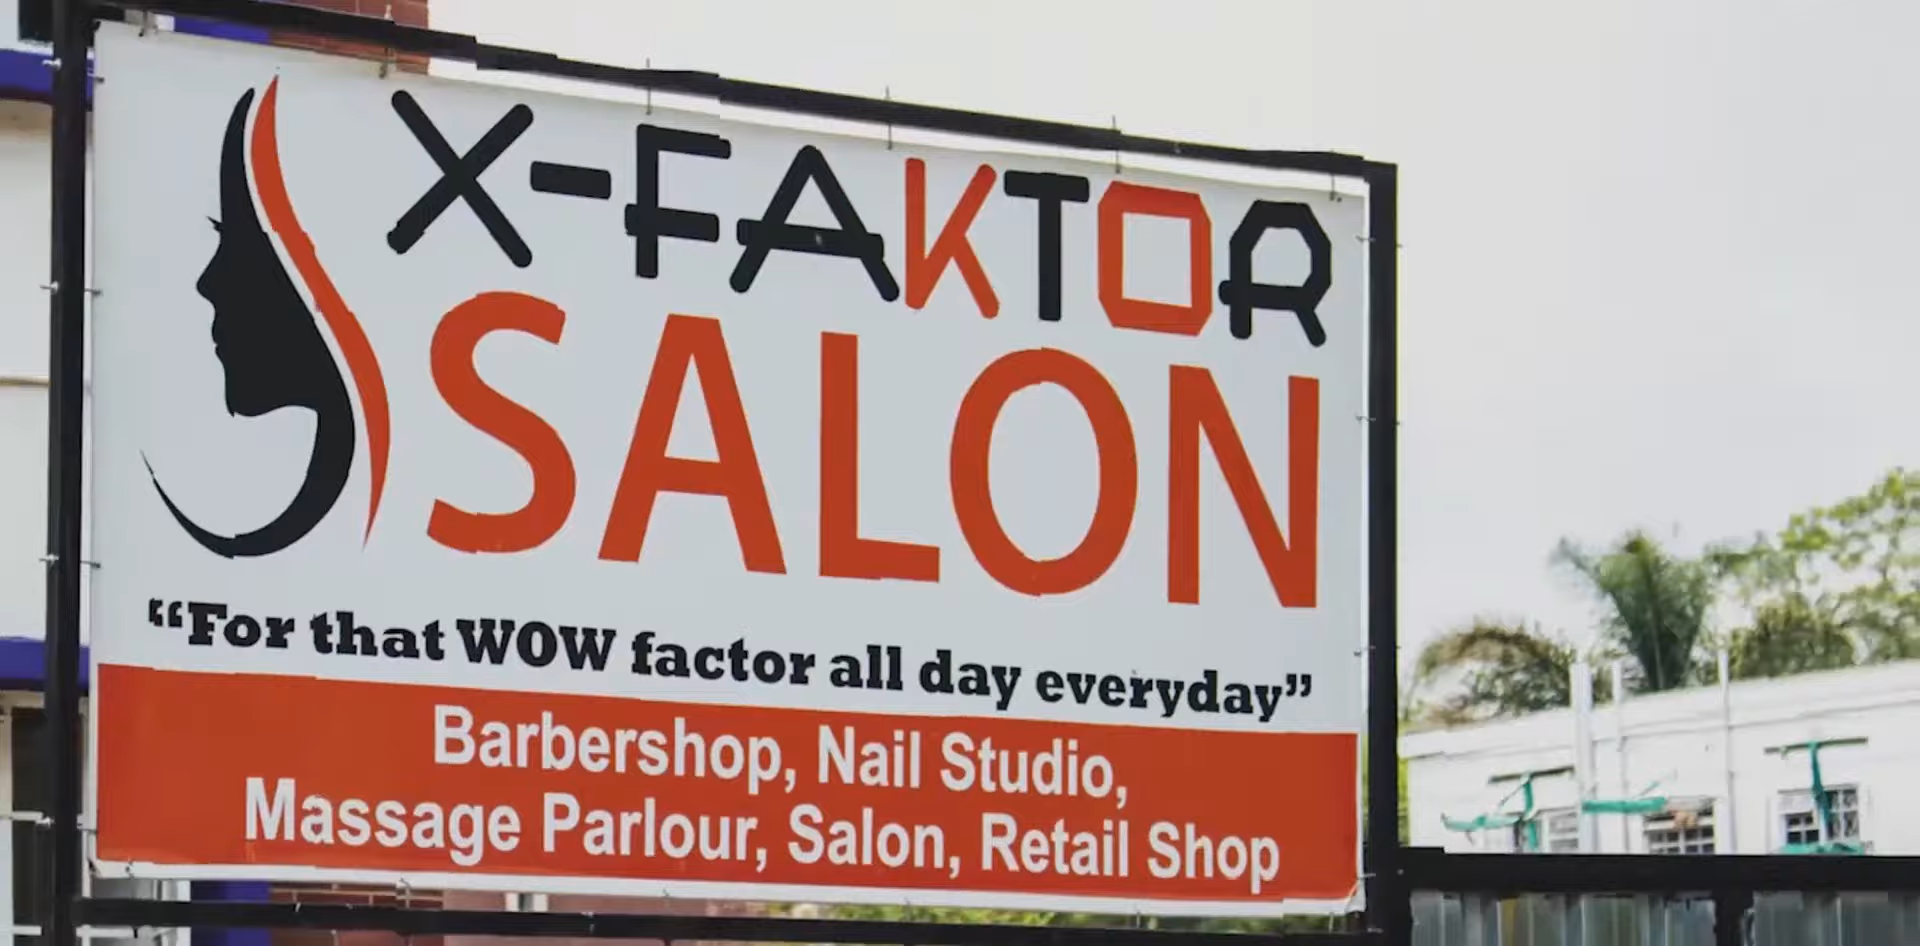 X-FAKTOR
SALON
“For that WOW factor all day everyday”
Barbershop, Nail Studio,
Massage Parlour, Salon, Retail Shop